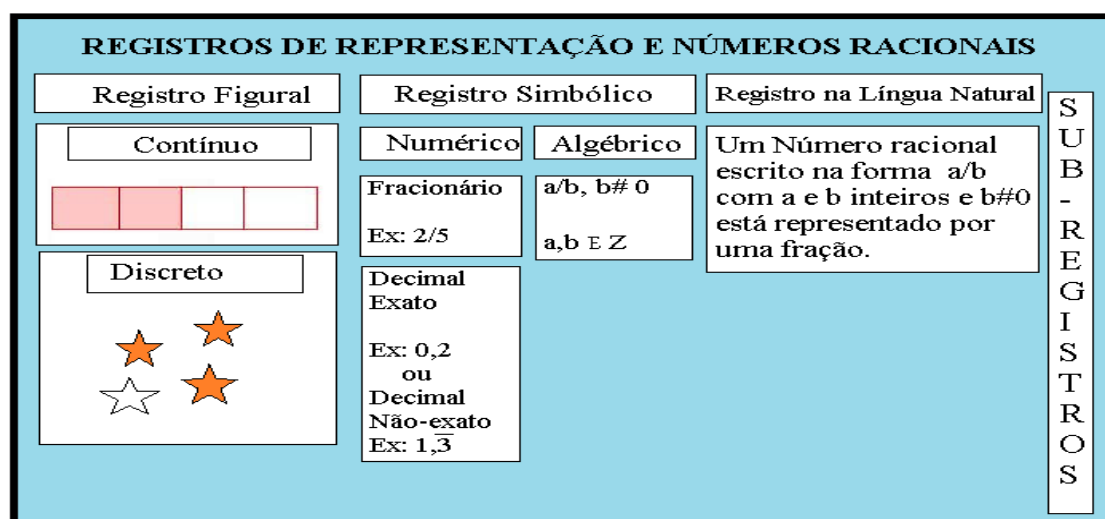 REGISTROS DE REPRESENTAÇÃO E NÚMEROS RACIONAIS
Registro Figural
Contínuo
Discreto
Registro Simbólico
Numérico
Fracionário
Ex: 2/5
Decimal
Exato
Ex: 0,2
ou
Decimal
Não-exato
Ex: 1,3̅
Algébrico
a/b, b# 0
a,b E Z
Registro na Língua Natural
Um Número racional
escrito na forma a/b
com a e b inteiros e b#0
está representado por
uma fração.
SUB-REGISTROS